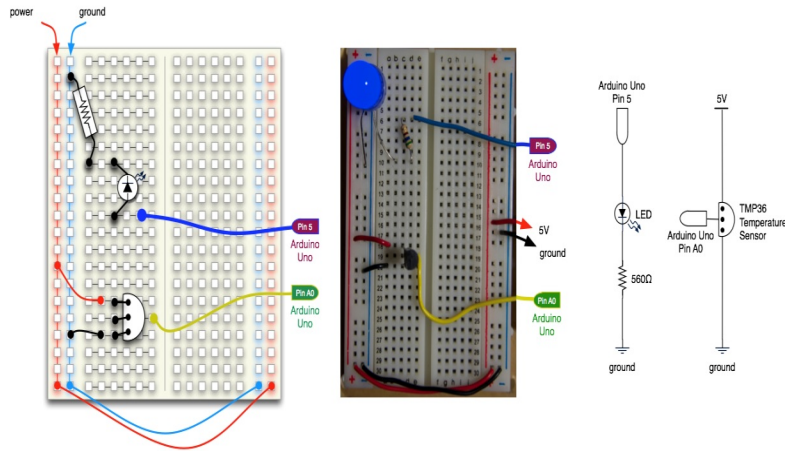 power
ground
Pin 5
Arduino
Uno
Pin A0
Arduino
Uno
+ -
a b c d e
f g h i j
+ -
Pin 5
Arduino
Uno
5V
ground
Pin A0
Arduino
Uno
Arduino Uno
Pin 5
LED
560Ω
ground
5V
TMP36
Temperature
Sensor
Arduino Uno
Pin A0
ground